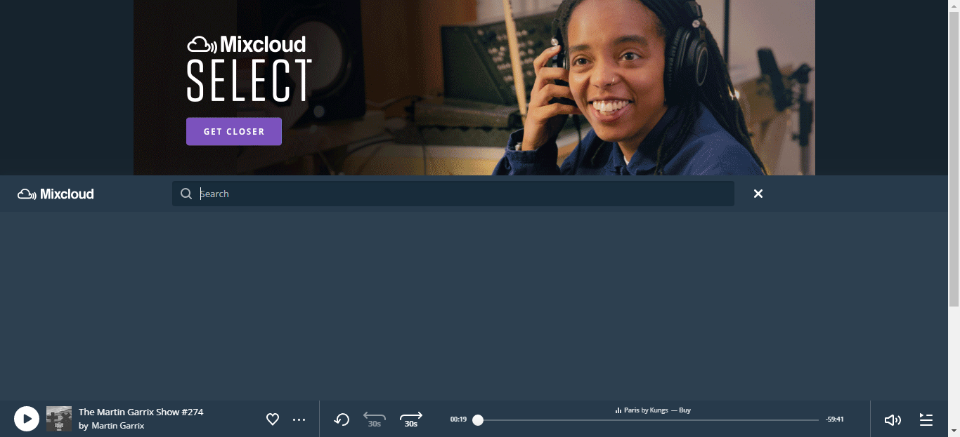 Mixcloud
SELECT
GET CLOSER
Mixcloud
Search
The Martin Garrix Show #274
by Martin Garrix
30s
30s
00:19
Paris by Kungs — Buy
-59:41